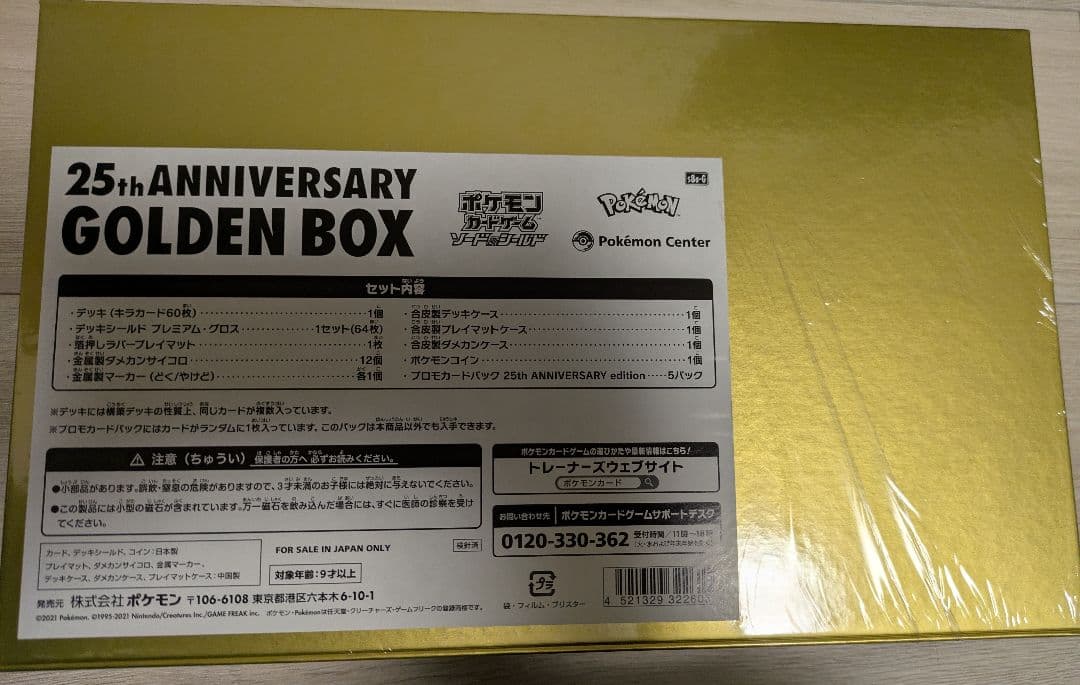 25th ANNIVERSARY
GOLDEN BOX
ポケモン
カードゲーム
ソード&シールド
POKéMON
s8a-G
Pokémon Center
セット内容
・デッキ(キラカード60枚)…1個
・デッキシールド プレミアム・グロス…1セット(64枚)
・箔押しラバープレイマット…1枚
・金属製ダメカンサイコロ…12個
・金属製マーカー(どく/やけど)…各1個
・合皮製デッキケース…1個
・合皮製プレイマットケース…1個
・合皮製ダメカンケース…1個
・ポケモンコイン…1個
・プロモカードパック 25th ANNIVERSARY edition…5パック
※デッキには構築デッキの性質上、同じカードが複数入っています。
※プロモカードパックにはカードがランダムに1枚入っています。このパックは本商品以外でも入手できます。
⚠ 注意(ちゅうい) 保護者の方へ 必ずお読みください。
●小部品があります。誤飲・窒息の危険がありますので、3才未満のお子様には絶対に与えないでください。
●この製品には小型の磁石が含まれています。万一磁石を飲み込んだ場合には、すぐに医師の診察を受け
てください。
ポケモンカードゲームの遊びかたや最新情報はこちら!
トレーナーズウェブサイト
ポケモンカード
お問い合わせ先 ポケモンカードゲームサポートデスク
0120-330-362 受付時間/11時~18時
カード、デッキシールド、コイン:日本製
プレイマット、ダメカンサイコロ、金属マーカー、
デッキケース、ダメカンケース、プレイマットケース:中国製
FOR SALE IN JAPAN ONLY
検針済
対象年齢:9才以上
発売元 株式会社 ポケモン 〒106-6108 東京都港区六本木6-10-1
©2021 Pokémon. ©1995-2021 Nintendo/Creatures Inc./GAME FREAK inc. ポケモン・Pokémonは任天堂・クリーチャーズ・ゲームフリークの登録商標です。
プラ
袋・フィルム・ブリスター
4 521329 32260